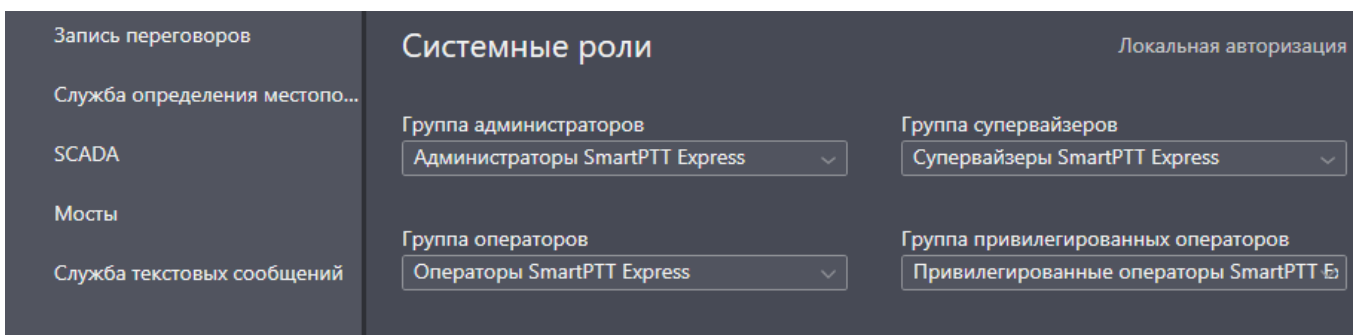 Запись переговоров
Служба определения местопо...
SCADA
Мосты
Служба текстовых сообщений
Системные роли
Локальная авторизация
Группа администраторов
Администраторы SmartPTT Express
Группа супервайзеров
Супервайзеры SmartPTT Express
Группа операторов
Операторы SmartPTT Express
Группа привилегированных операторов
Привилегированные операторы SmartPTT